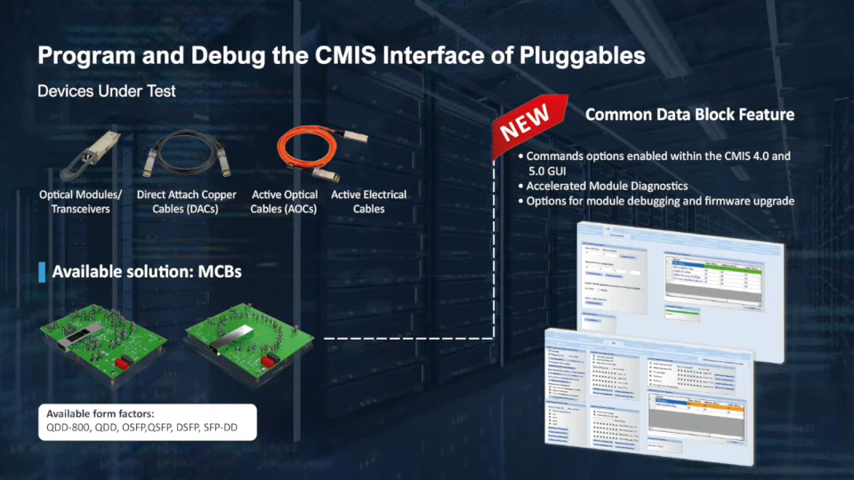 Program and Debug the CMIS Interface of Pluggables
Devices Under Test
Optical Modules/
Transceivers
Direct Attach Copper
Cables (DACs)
Active Optical
Cables (AOCs)
Active Electrical
Cables
Available solution: MCBs
Available form factors:
QDD-800, QDD, OSFP,QSFP, DSFP, SFP-DD
NEW
Common Data Block Feature
• Commands options enabled within the CMIS 4.0 and
5.0 GUI
• Accelerated Module Diagnostics
• Options for module debugging and firmware upgrade